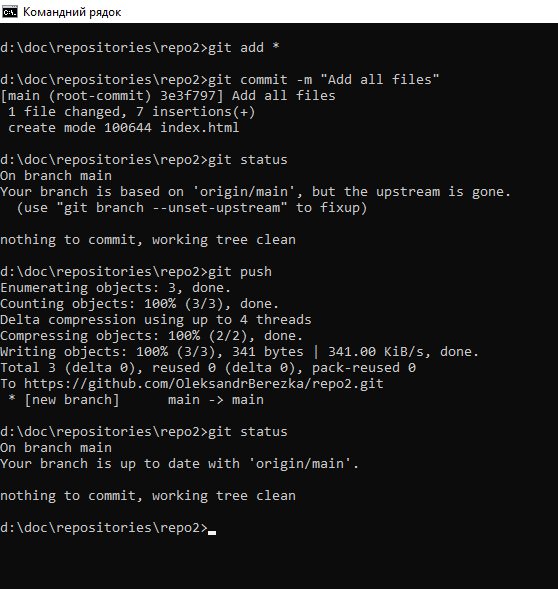 Командний рядок
d:\doc\repositories\repo2>git add *
d:\doc\repositories\repo2>git commit -m "Add all files"
[main (root-commit) 3e3f797] Add all files
 1 file changed, 7 insertions(+)
 create mode 100644 index.html
d:\doc\repositories\repo2>git status
On branch main
Your branch is based on 'origin/main', but the upstream is gone.
  (use "git branch --unset-upstream" to fixup)
nothing to commit, working tree clean
d:\doc\repositories\repo2>git push
Enumerating objects: 3, done.
Counting objects: 100% (3/3), done.
Delta compression using up to 4 threads
Compressing objects: 100% (2/2), done.
Writing objects: 100% (3/3), 341 bytes | 341.00 KiB/s, done.
Total 3 (delta 0), reused 0 (delta 0), pack-reused 0
To https://github.com/OleksandrBerezka/repo2.git
 * [new branch]      main -> main
d:\doc\repositories\repo2>git status
On branch main
Your branch is up to date with 'origin/main'.
nothing to commit, working tree clean
d:\doc\repositories\repo2>